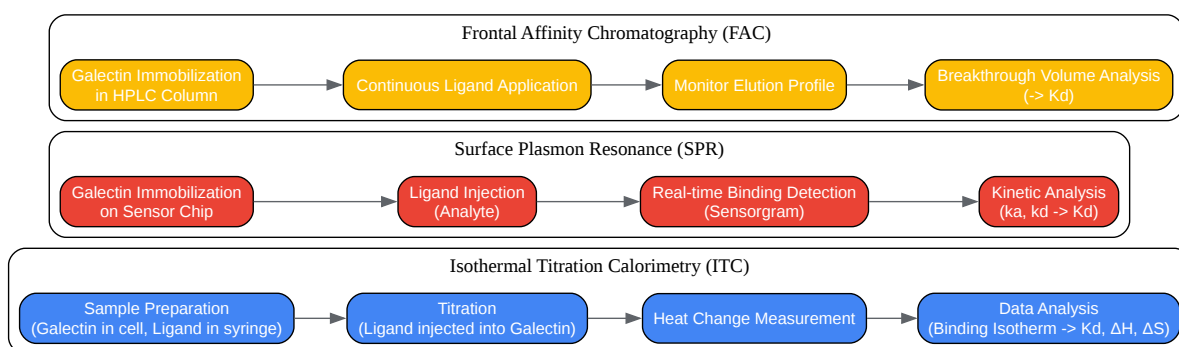 Frontal Affinity Chromatography (FAC)
Galectin Immobilization
in HPLC Column
Continuous Ligand Application
Monitor Elution Profile
Breakthrough Volume Analysis
(-> Kd)
Surface Plasmon Resonance (SPR)
Galectin Immobilization
on Sensor Chip
Ligand Injection
(Analyte)
Real-time Binding Detection
(Sensorgram)
Kinetic Analysis
(ka, kd -> Kd)
Isothermal Titration Calorimetry (ITC)
Sample Preparation
(Galectin in cell, Ligand in syringe)
Titration
(Ligand injected into Galectin)
Heat Change Measurement
Data Analysis
(Binding Isotherm -> Kd, ΔH, ΔS)